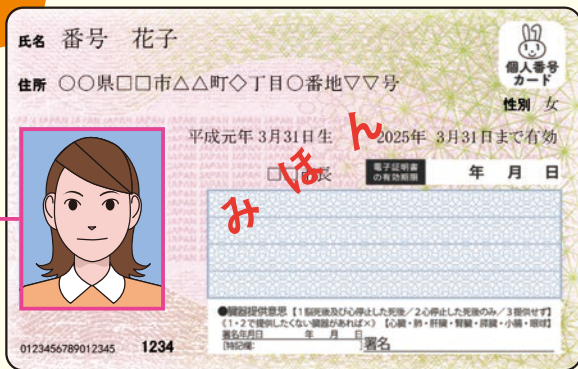 氏名 番号 花子
個人番号
カード
住所 〇〇県□□市△△町◇丁目〇番地▽▽号
性別 女
平成元年 3月31日生 2025年 3月31日まで有効
みほん
□□市長 電子証明書の有効期限 年 月 日
●臓器提供意思【1 脳死後及び心停止した死後/2 心停止した死後のみ/3 提供せず】
《1・2で提供したくない臓器があれば×》【心臓・肺・肝臓・腎臓・膵臓・小腸・眼球】
署名年月日 年 月 日
[特記欄: ]署名
0123456789012345 1234